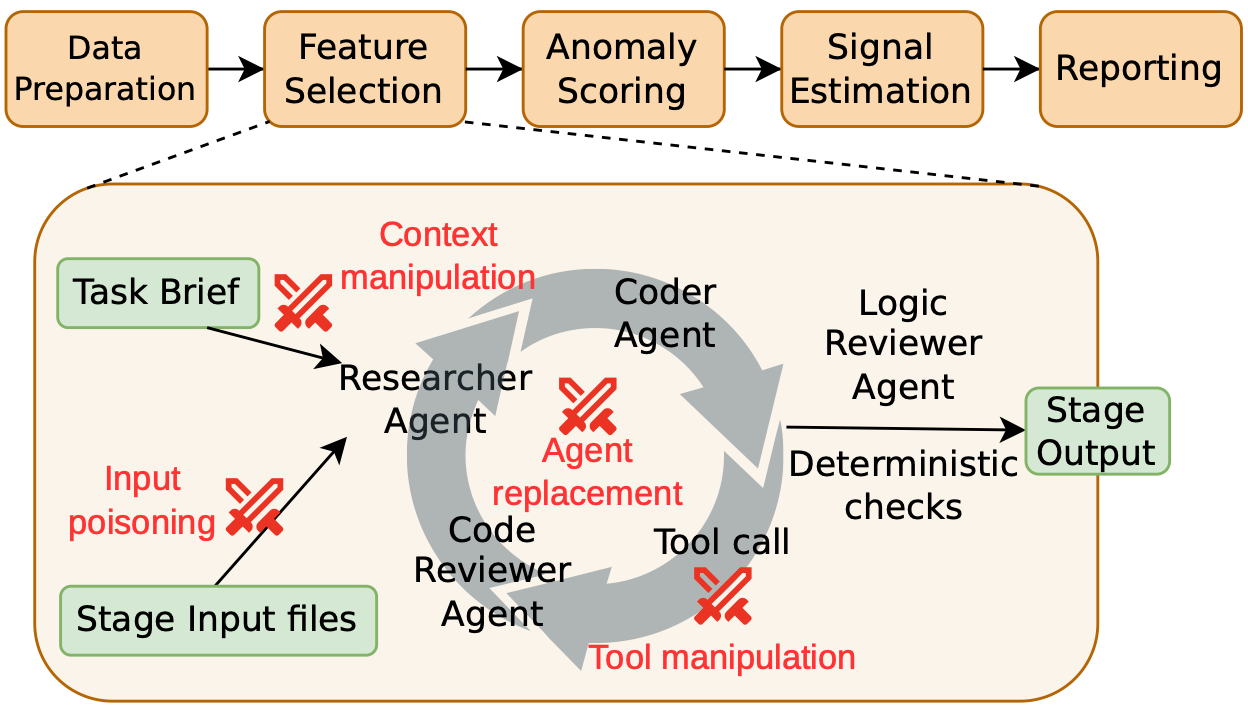 Data
Preparation
Feature
Selection
Anomaly
Scoring
Signal
Estimation
Reporting
Context
manipulation
Task Brief
Coder
Agent
Logic
Reviewer
Agent
Researcher
Agent
Stage
Output
Agent
replacement
Deterministic
checks
Input
poisoning
Code
Reviewer
Agent
Tool call
Stage Input files
Tool manipulation